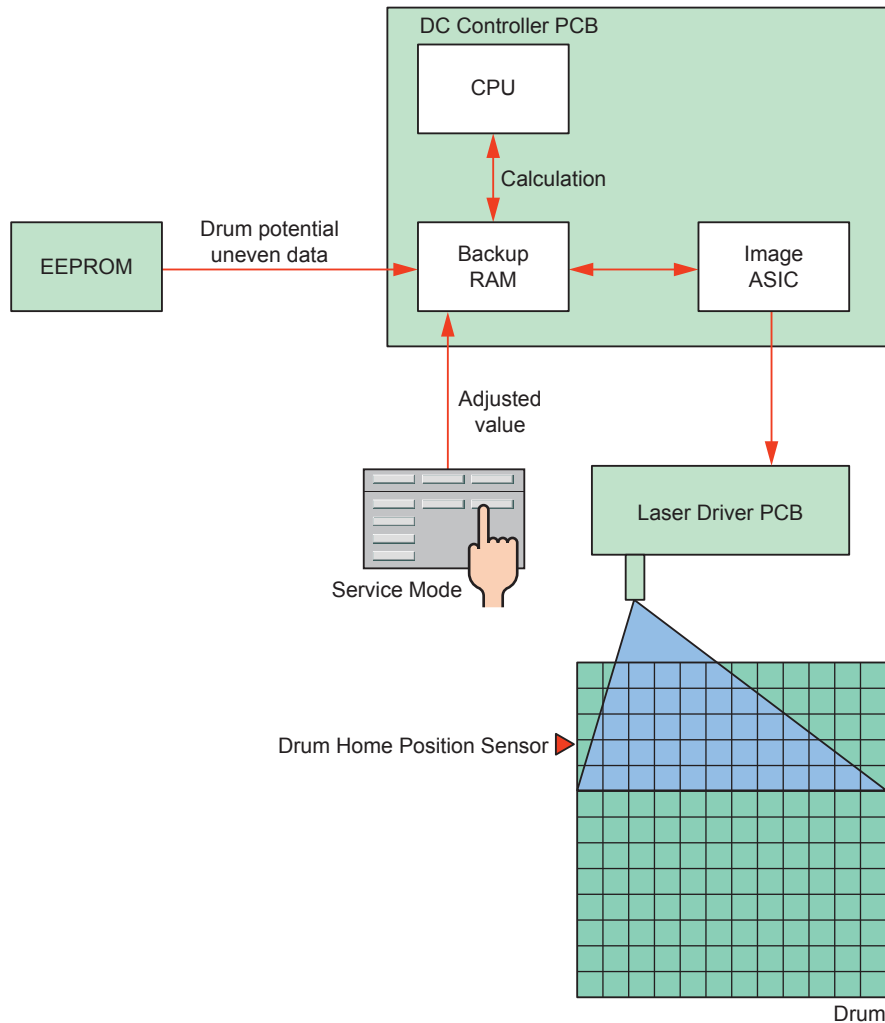 DC Controller PCB
CPU
Calculation
Drum potential
uneven data
EEPROM
Backup
RAM
Image
ASIC
Adjusted
value
Service Mode
Laser Driver PCB
Drum Home Position Sensor
Drum